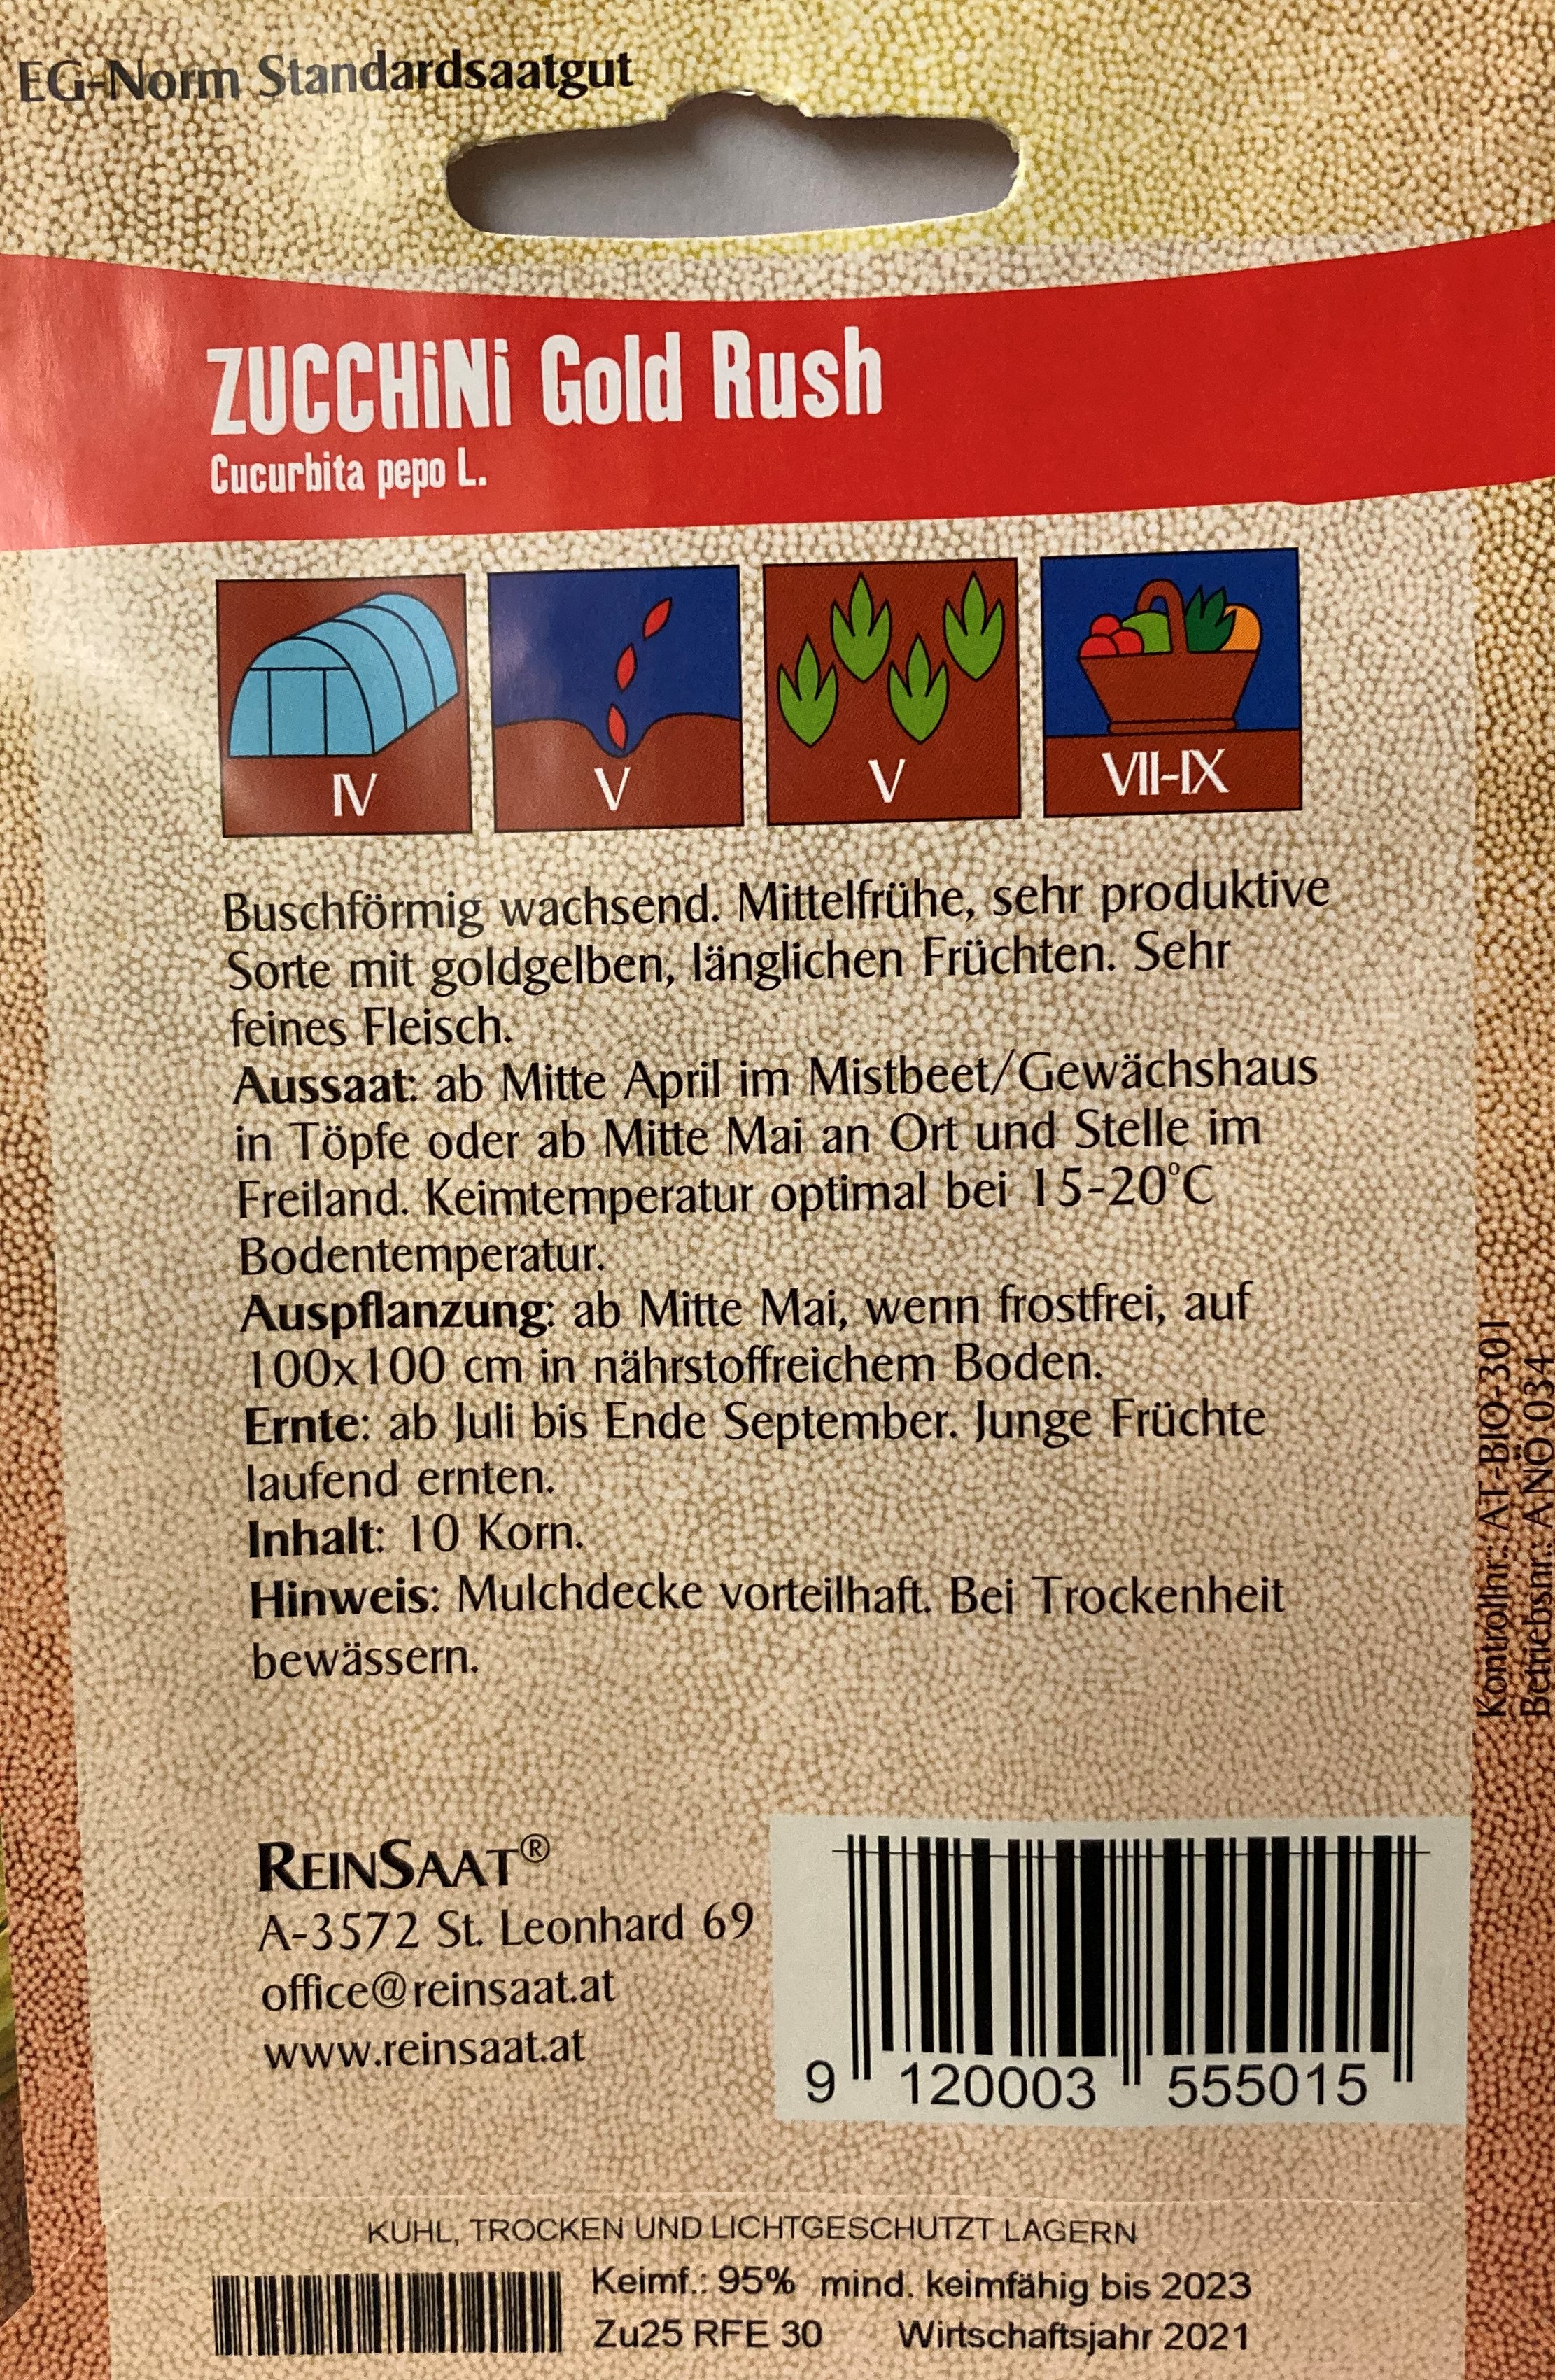 EG-Norm Standardsaatgut
ZUCCHiNi Gold Rush
Cucurbita pepo L.
IV
V
V
VII-IX
Buschförmig wachsend. Mittelfrühe, sehr produktive
Sorte mit goldgelben, länglichen Früchten. Sehr
feines Fleisch.
Aussaat: ab Mitte April im Mistbeet/Gewächshaus
in Töpfe oder ab Mitte Mai an Ort und Stelle im
Freiland. Keimtemperatur optimal bei 15-20°C
Bodentemperatur.
Auspflanzung: ab Mitte Mai, wenn frostfrei, auf
100x100 cm in nährstoffreichem Boden.
Ernte: ab Juli bis Ende September. Junge Früchte
laufend ernten.
Inhalt: 10 Korn.
Hinweis: Mulchdecke vorteilhaft. Bei Trockenheit
bewässern.
Kontrollnr.: AT-BIO-301
Betriebsnr.: ANÖ 034
REINSAAT®
A-3572 St. Leonhard 69
office@reinsaat.at
www.reinsaat.at
9 120003 555015
KUHL, TROCKEN UND LICHTGESCHUTZT LAGERN
Keimf.: 95% mind. keimfähig bis 2023
Zu25 RFE 30 Wirtschaftsjahr 2021